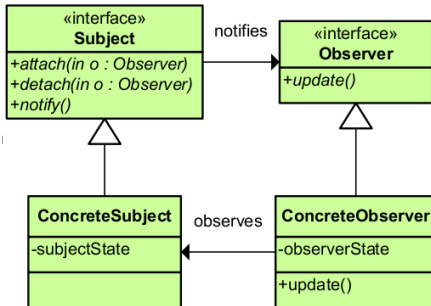 «interface»
Subject
+attach(in o : Observer)
+detach(in o : Observer)
+notify()
notifies
«interface»
Observer
+update()
ConcreteSubject
-subjectState
observes
ConcreteObserver
-observerState
+update()